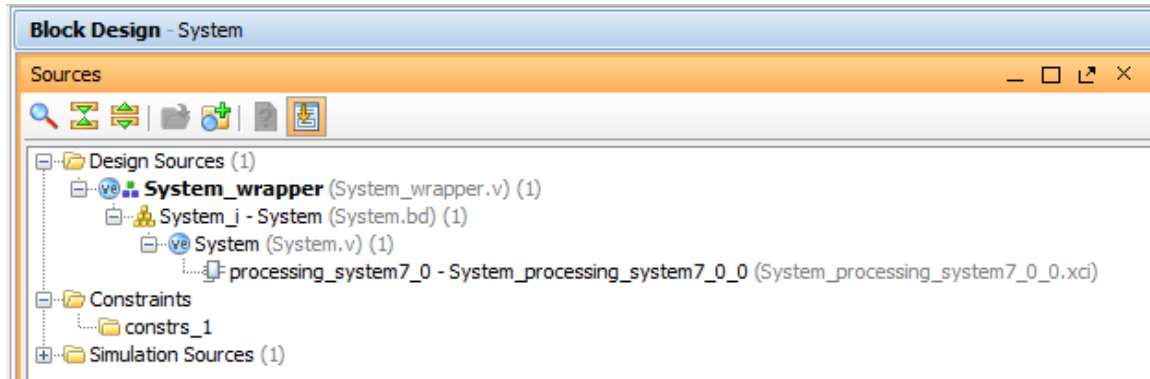 Block Design - System
Sources
Design Sources (1)
System_wrapper (System_wrapper.v) (1)
System_i - System (System.bd) (1)
System (System.v) (1)
processing_system7_0 - System_processing_system7_0_0 (System_processing_system7_0_0.xci)
Constraints
constrs_1
Simulation Sources (1)